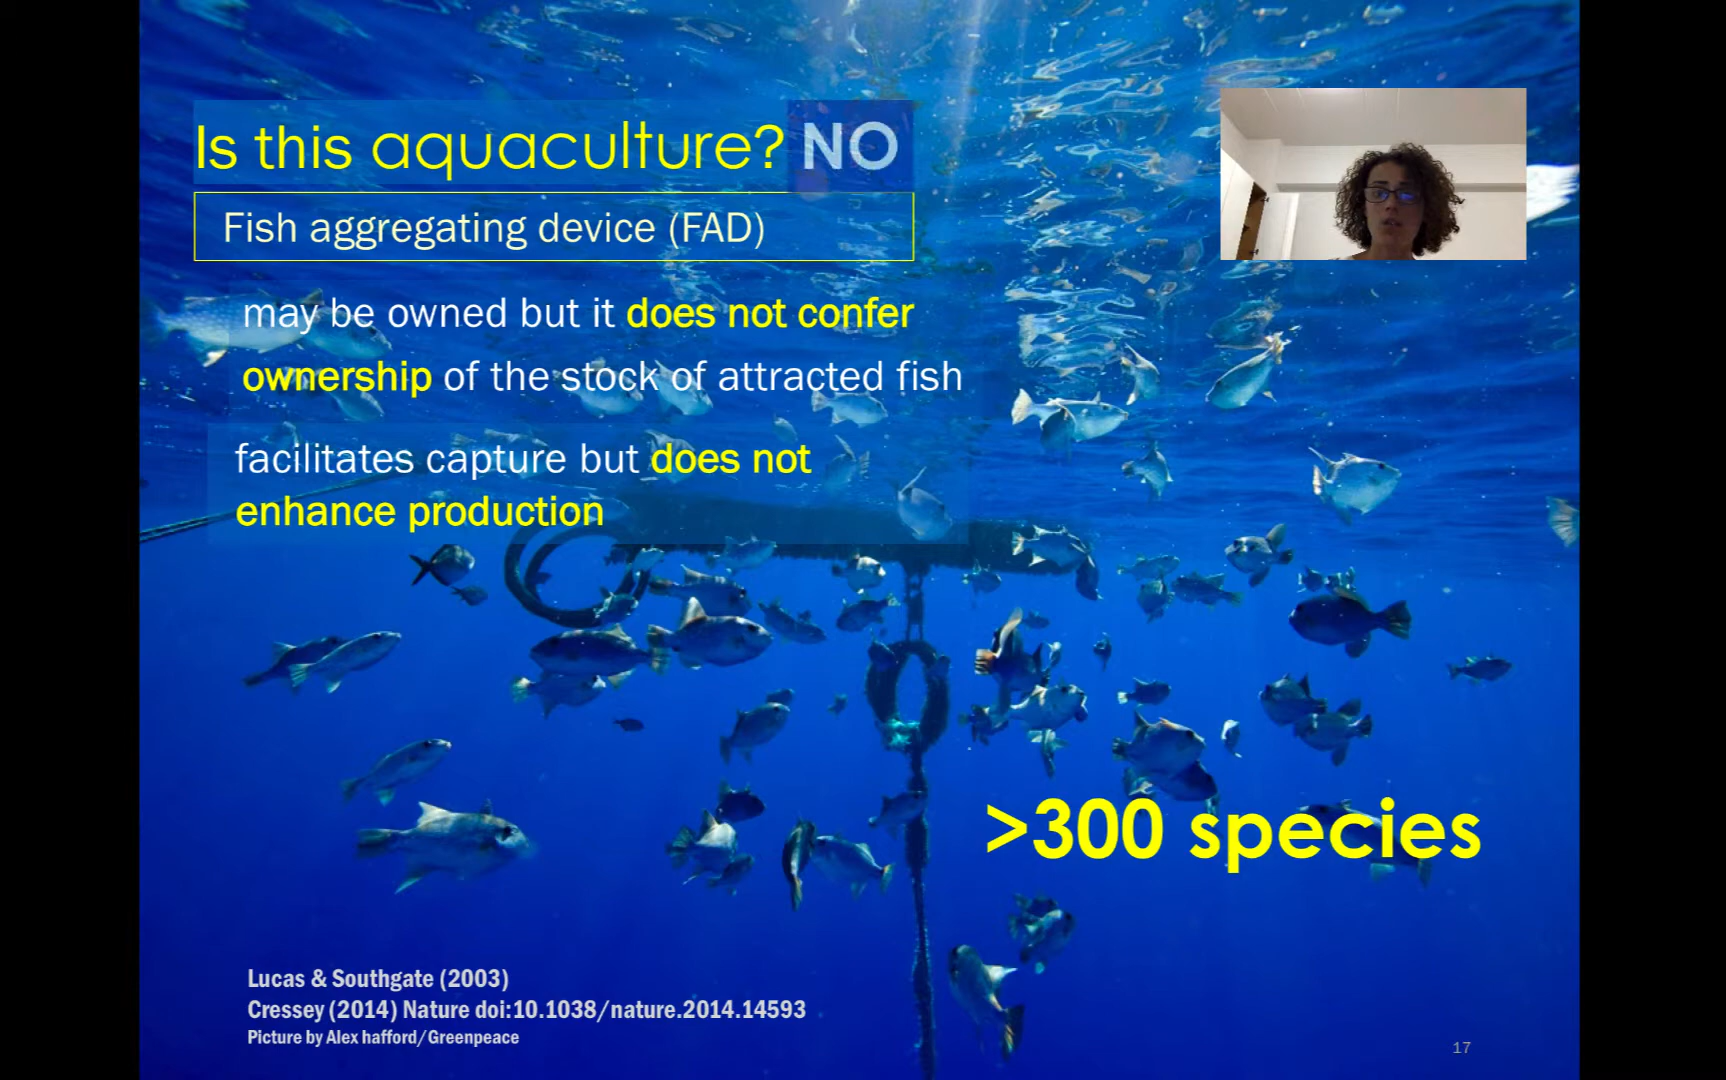 Is this aquaculture? NO
Fish aggregating device (FAD)
may be owned but it does not confer
ownership of the stock of attracted fish
facilitates capture but does not
enhance production
>300 species
Lucas & Southgate (2003)
Cressey (2014) Nature doi:10.1038/nature.2014.14593
Picture by Alex hafford/Greenpeace
17